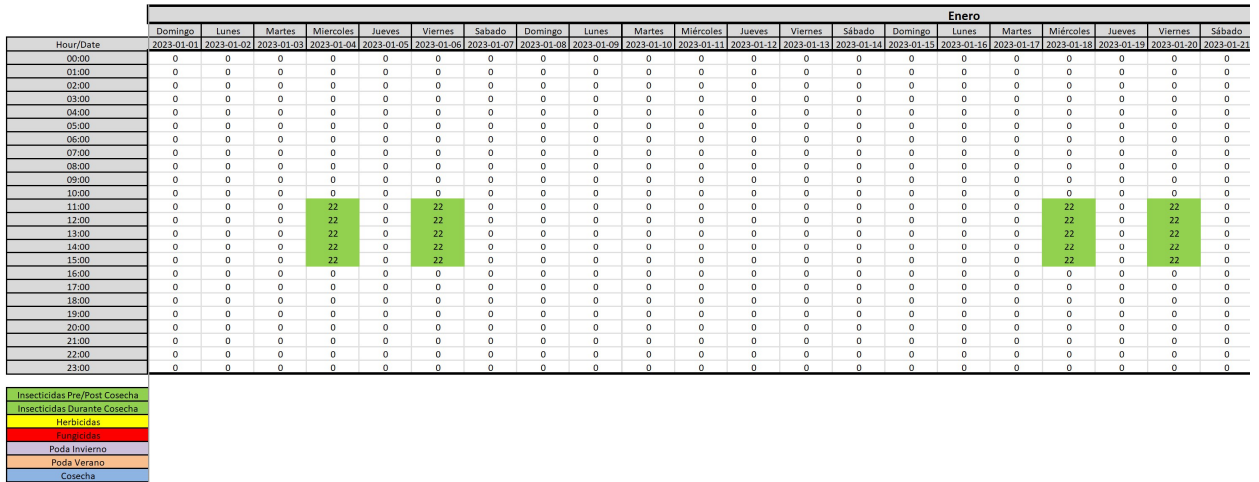 Enero
Domingo Lunes Martes Miercoles Jueves Viernes Sabado Domingo Lunes Martes Miércoles Jueves Viernes Sábado Domingo Lunes Martes Miércoles Jueves Viernes Sábado
Hour/Date 2023-01-01 2023-01-02 2023-01-03 2023-01-04 2023-01-05 2023-01-06 2023-01-07 2023-01-08 2023-01-09 2023-01-10 2023-01-11 2023-01-12 2023-01-13 2023-01-14 2023-01-15 2023-01-16 2023-01-17 2023-01-18 2023-01-19 2023-01-20 2023-01-21
00:00 0 0 0 0 0 0 0 0 0 0 0 0 0 0 0 0 0 0 0 0 0
01:00 0 0 0 0 0 0 0 0 0 0 0 0 0 0 0 0 0 0 0 0 0
02:00 0 0 0 0 0 0 0 0 0 0 0 0 0 0 0 0 0 0 0 0 0
03:00 0 0 0 0 0 0 0 0 0 0 0 0 0 0 0 0 0 0 0 0 0
04:00 0 0 0 0 0 0 0 0 0 0 0 0 0 0 0 0 0 0 0 0 0
05:00 0 0 0 0 0 0 0 0 0 0 0 0 0 0 0 0 0 0 0 0 0
06:00 0 0 0 0 0 0 0 0 0 0 0 0 0 0 0 0 0 0 0 0 0
07:00 0 0 0 0 0 0 0 0 0 0 0 0 0 0 0 0 0 0 0 0 0
08:00 0 0 0 0 0 0 0 0 0 0 0 0 0 0 0 0 0 0 0 0 0
09:00 0 0 0 0 0 0 0 0 0 0 0 0 0 0 0 0 0 0 0 0 0
10:00 0 0 0 0 0 0 0 0 0 0 0 0 0 0 0 0 0 0 0 0 0
11:00 0 0 0 22 0 22 0 0 0 0 0 0 0 0 0 0 0 22 0 22 0
12:00 0 0 0 22 0 22 0 0 0 0 0 0 0 0 0 0 0 22 0 22 0
13:00 0 0 0 22 0 22 0 0 0 0 0 0 0 0 0 0 0 22 0 22 0
14:00 0 0 0 22 0 22 0 0 0 0 0 0 0 0 0 0 0 22 0 22 0
15:00 0 0 0 22 0 22 0 0 0 0 0 0 0 0 0 0 0 22 0 22 0
16:00 0 0 0 0 0 0 0 0 0 0 0 0 0 0 0 0 0 0 0 0 0
17:00 0 0 0 0 0 0 0 0 0 0 0 0 0 0 0 0 0 0 0 0 0
18:00 0 0 0 0 0 0 0 0 0 0 0 0 0 0 0 0 0 0 0 0 0
19:00 0 0 0 0 0 0 0 0 0 0 0 0 0 0 0 0 0 0 0 0 0
20:00 0 0 0 0 0 0 0 0 0 0 0 0 0 0 0 0 0 0 0 0 0
21:00 0 0 0 0 0 0 0 0 0 0 0 0 0 0 0 0 0 0 0 0 0
22:00 0 0 0 0 0 0 0 0 0 0 0 0 0 0 0 0 0 0 0 0 0
23:00 0 0 0 0 0 0 0 0 0 0 0 0 0 0 0 0 0 0 0 0 0
Insecticidas Pre/Post Cosecha
Insecticidas Durante Cosecha
Herbicidas
Fungicidas
Poda Invierno
Poda Verano
Cosecha